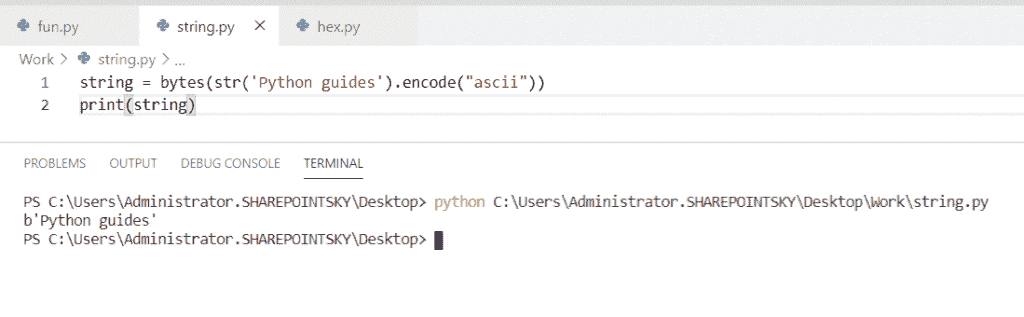 fun.py string.py × hex.py
Work > string.py > ...
1 string = bytes(str('Python guides').encode("ascii"))
2 print(string)
PROBLEMS OUTPUT DEBUG CONSOLE TERMINAL
PS C:\Users\Administrator.SHAREPOINTSKY\Desktop> python C:\Users\Administrator.SHAREPOINTSKY\Desktop\Work\string.py
b'Python guides'
PS C:\Users\Administrator.SHAREPOINTSKY\Desktop>